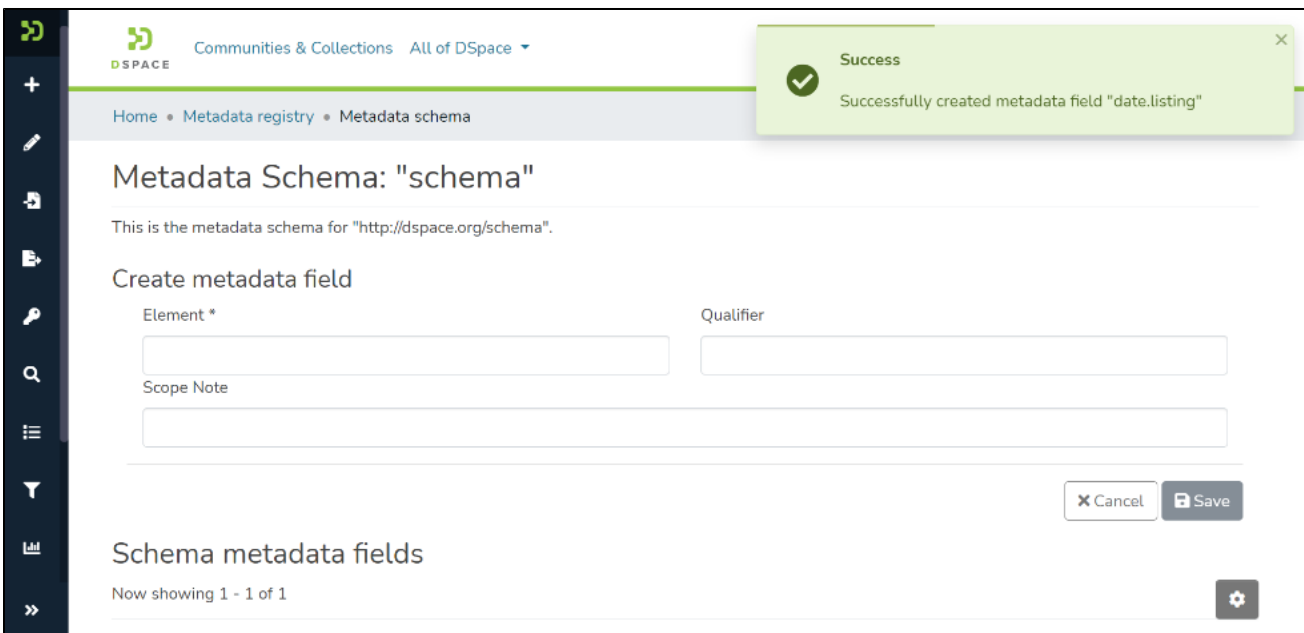 DSPACE
Communities & Collections All of DSpace
Success
Successfully created metadata field "date.listing"
Home • Metadata registry • Metadata schema
Metadata Schema: "schema"
This is the metadata schema for "http://dspace.org/schema".
Create metadata field
Element * Qualifier
Scope Note
Cancel Save
Schema metadata fields
Now showing 1 - 1 of 1